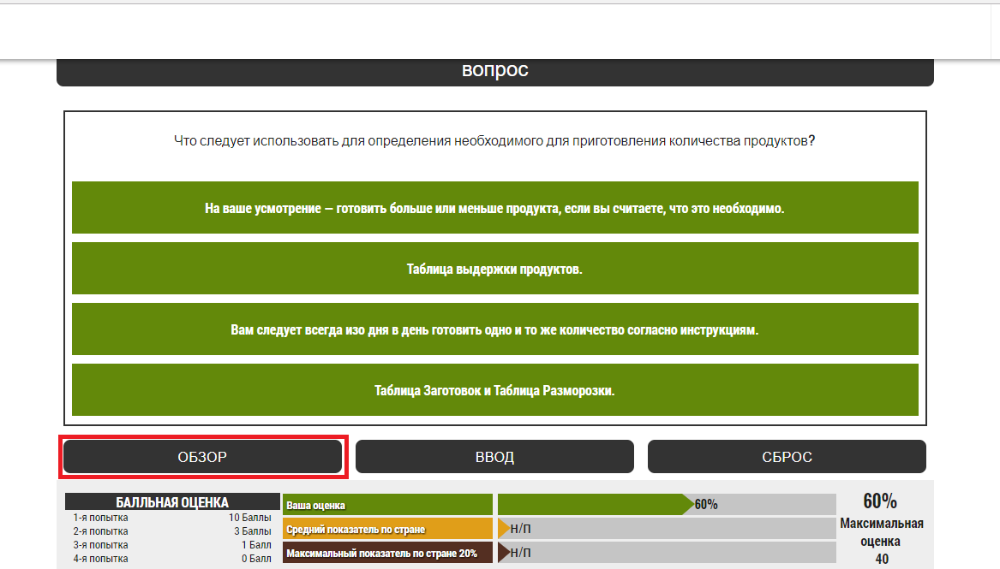 вопрос
Что следует использовать для определения необходимого для приготовления количества продуктов?
На ваше усмотрение – готовить больше или меньше продукта, если вы считаете, что это необходимо.
Таблица выдержки продуктов.
Вам следует всегда изо дня в день готовить одно и то же количество согласно инструкциям.
Таблица Заготовок и Таблица Разморозки.
ОБЗОР
ВВОД
СБРОС
БАЛЛЬНАЯ ОЦЕНКА
1-я попытка 10 Баллы
2-я попытка 3 Баллы
3-я попытка 1 Балл
4-я попытка 0 Балл
Ваша оценка 60%
Средний показатель по стране Н/П
Максимальный показатель по стране 20% Н/П
60%
Максимальная
оценка
40